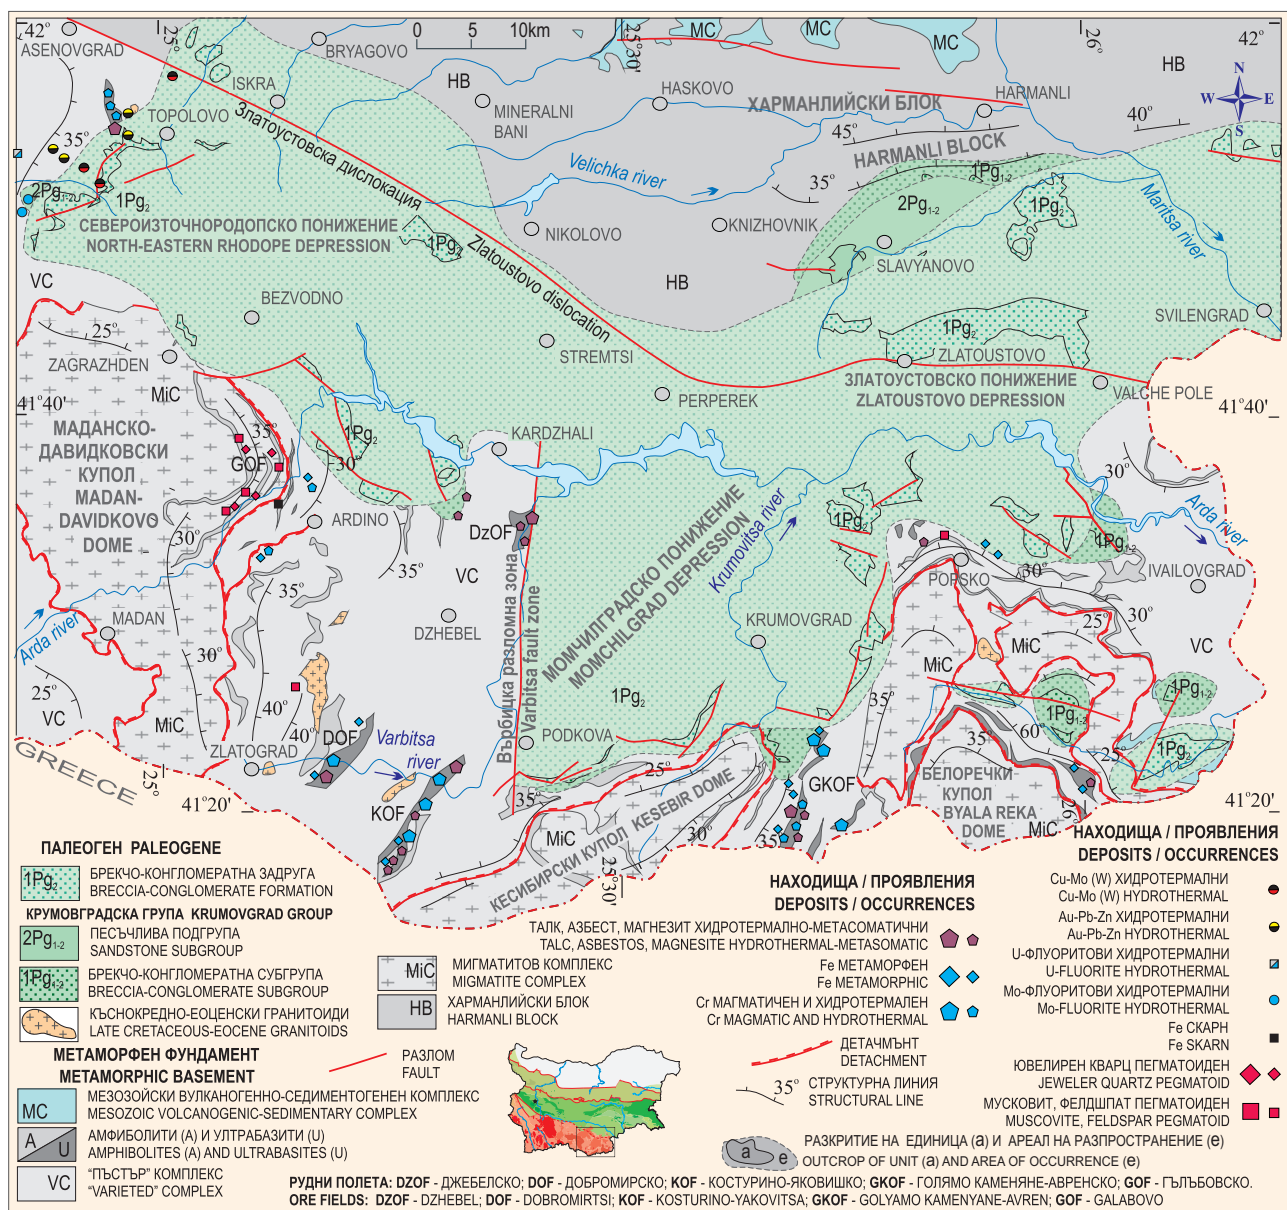 42°
25°
0 5 10km
25°30'
MC
MC
MC
26°
42°
ASENOVGRAD
BRYAGOVO
HB
HB
N
W E
S
ISKRA
HASKOVO
HARMANLI
ХАРМАНЛИЙСКИ БЛОК
HARMANLI BLOCK
MINERALNI
BANI
TOPOLOVO
35°
45°
40°
35°
Златоустовска дислокация
Zlatoustovo dislocation
Velichka river
Maritsa river
1Pg1-2
2Pg1-2
1Pg2
2Pg1-2
1Pg2
СЕВЕРОИЗТОЧНОРОДОПСКО ПОНИЖЕНИЕ
NORTH-EASTERN RHODOPE DEPRESSION
1Pg2
NIKOLOVO
KNIZHOVNIK
SLAVYANOVO
VC
HB
BEZVODNO
SVILENGRAD
25°
1Pg2
STREMTSI
ZLATOUSTOVO
ZAGRAZHDEN
MiC
ЗЛАТОУСТОВСКО ПОНИЖЕНИЕ
ZLATOUSTOVO DEPRESSION
PERPEREK
VALCHE POLE
41°40'
41°40'
МАДАНСКО-
ДАВИДКОВСКИ
КУПОЛ
MADAN-
DAVIDKOVO
DOME
35°
GOF
1Pg2
30°
KARDZHALI
30°
ARDINO
DzOF
30°
35°
35°
VC
МОМЧИЛГРАДСКО ПОНИЖЕНИЕ
MOMCHILGRAD DEPRESSION
Krumovitsa river
1Pg2
1Pg1-2
Arda river
PORSKO
30°
IVAILOVGRAD
30°
25°
Arda river
MADAN
30°
DZHEBEL
Върбицка разломна зона
Varbitsa fault zone
KRUMOVGRAD
MiC
MiC
VC
25°
VC
MiC
40°
40°
DOF
1Pg2
35°
1Pg1-2
1Pg1-2
ZLATOGRAD
Varbitsa
river
PODKOVA
35°
60
25°
1Pg2
GREECE
25°
41°20'
KOF
35°
25°
MiC
30°
КЕСИБИРСКИ КУПОЛ KESEBIR DOME
25°30'
GKOF
35°
БЕЛОРЕЧКИ
КУПОЛ
BYALA REKA
DOME
MiC
26°
41°20'
ПАЛЕОГЕН PALEOGENE
1Pg2
БРЕКЧО-КОНГЛОМЕРАТНА ЗАДРУГА
BRECCIA-CONGLOMERATE FORMATION
КРУМОВГРАДСКА ГРУПА KRUMOVGRAD GROUP
2Pg1-2
ПЕСЪЧЛИВА ПОДГРУПА
SANDSTONE SUBGROUP
1Pg1-2
БРЕКЧО-КОНГЛОМЕРАТНА СУБГРУПА
BRECCIA-CONGLOMERATE SUBGROUP
КЪСНОКРЕДНО-ЕОЦЕНСКИ ГРАНИТОИДИ
LATE CRETACEOUS-EOCENE GRANITOIDS
МЕТАМОРФЕН ФУНДАМЕНТ
METAMORPHIC BASEMENT
MC
МЕЗОЗОЙСКИ ВУЛКАНОГЕННО-СЕДИМЕНТОГЕНЕН КОМПЛЕКС
MESOZOIC VOLCANOGENIC-SEDIMENTARY COMPLEX
A U
АМФИБОЛИТИ (A) И УЛТРАБАЗИТИ (U)
AMPHIBOLITES (A) AND ULTRABASITES (U)
VC
"ПЪСТЪР" КОМПЛЕКС
"VARIETED" COMPLEX
MiC
МИГМАТИТОВ КОМПЛЕКС
MIGMATITE COMPLEX
HB
ХАРМАНЛИЙСКИ БЛОК
HARMANLI BLOCK
РАЗЛОМ
FAULT
НАХОДИЩА / ПРОЯВЛЕНИЯ
DEPOSITS / OCCURRENCES
ТАЛК, АЗБЕСТ, МАГНЕЗИТ ХИДРОТЕРМАЛНО-МЕТАСОМАТИЧНИ
TALC, ASBESTOS, MAGNESITE HYDROTHERMAL-METASOMATIC
Fe МЕТАМОРФЕН
Fe METAMORPHIC
Cr МАГМАТИЧЕН И ХИДРОТЕРМАЛЕН
Cr MAGMATIC AND HYDROTHERMAL
ДЕТАЧМЪНТ
DETACHMENT
35°
СТРУКТУРНА ЛИНИЯ
STRUCTURAL LINE
НАХОДИЩА / ПРОЯВЛЕНИЯ
DEPOSITS / OCCURRENCES
Cu-Mo (W) ХИДРОТЕРМАЛНИ
Cu-Mo (W) HYDROTHERMAL
Au-Pb-Zn ХИДРОТЕРМАЛНИ
Au-Pb-Zn HYDROTHERMAL
U-ФЛУОРИТОВИ ХИДРОТЕРМАЛНИ
U-FLUORITE HYDROTHERMAL
Mo-ФЛУОРИТОВИ ХИДРОТЕРМАЛНИ
Mo-FLUORITE HYDROTHERMAL
Fe СКАРН
Fe SKARN
ЮВЕЛИРЕН КВАРЦ ПЕГМАТОИДЕН
JEWELER QUARTZ PEGMATOID
МУСКОВИТ, ФЕЛДШПАТ ПЕГМАТОИДЕН
MUSCOVITE, FELDSPAR PEGMATOID
a e
РАЗКРИТИЕ НА ЕДИНИЦА (a) И АРЕАЛ НА РАЗПРОСТРАНЕНИЕ (e)
OUTCROP OF UNIT (a) AND AREA OF OCCURRENCE (e)
РУДНИ ПОЛЕТА: DZOF - ДЖЕБЕЛСКО; DOF - ДОБРОМИРСКО; KOF - КОСТУРИНО-ЯКОВИШКО; GKOF - ГОЛЯМО КАМЕНЯНЕ-АВРЕНСКО; GOF - ГЪЛЪБОВСКО.
ORE FIELDS: DZOF - DZHEBEL; DOF - DOBROMIRTSI; KOF - KOSTURINO-YAKOVITSA; GKOF - GOLYAMO KAMENYANE-AVREN; GOF - GALABOVO